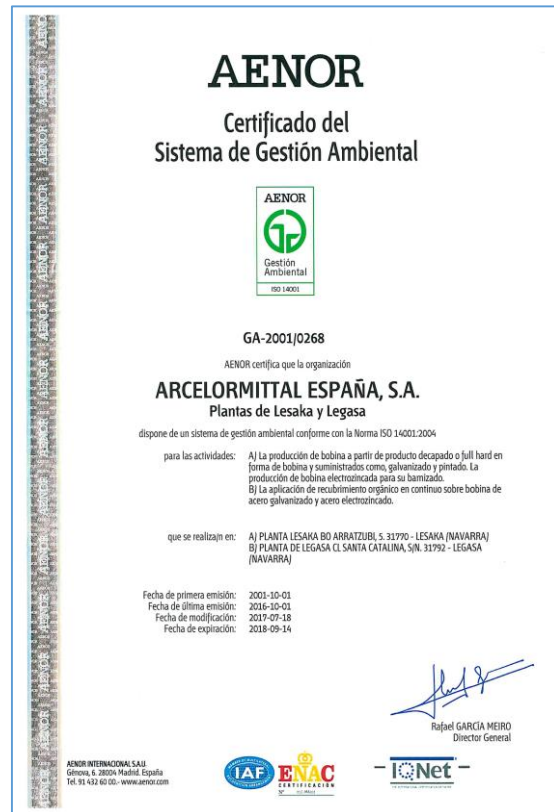 AENOR
Certificado del
Sistema de Gestión Ambiental
AENOR
Gestión
Ambiental
ISO 14001
GA-2001/0268
AENOR certifica que la organización
ARCELORMITTAL ESPAÑA, S.A.
Plantas de Lesaka y Legasa
dispone de un sistema de gestión ambiental conforme con la Norma ISO 14001:2004
para las actividades: A) La producción de bobina a partir de producto decapado o full hard en
forma de bobina y suministrados como, galvanizado y pintado. La
producción de bobina electrozincada para su barnizado.
B) La aplicación de recubrimiento orgánico en continuo sobre bobina de
acero galvanizado y acero electrozincado.
que se realiza/n en: A) PLANTA LESAKA BO ARRATZUBI, 5. 31770 - LESAKA (NAVARRA)
B) PLANTA DE LEGASA CL SANTA CATALINA, S/N. 31792 - LEGASA
(NAVARRA)
Fecha de primera emisión: 2001-10-01
Fecha de última emisión: 2016-10-01
Fecha de modificación: 2017-07-18
Fecha de expiración: 2018-09-14
Rafael GARCÍA MEIRO
Director General
AENOR INTERNACIONAL S.A.U.
Génova, 6. 28004 Madrid. España
Tel. 91 432 60 00.- www.aenor.com
IAF
ENAC
CERTIFICACIÓN
IQNet